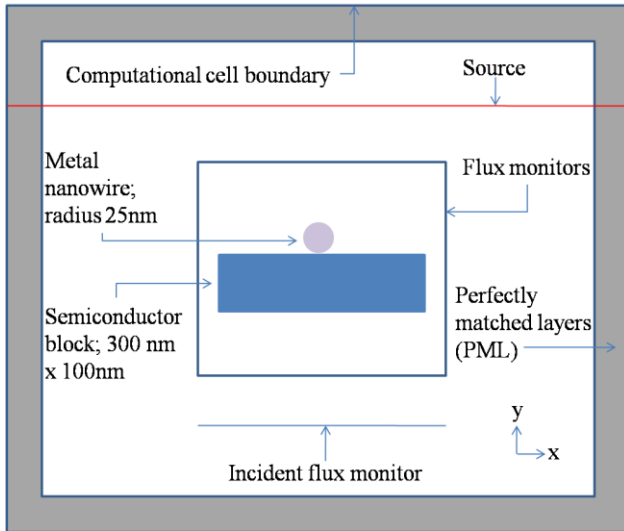 Computational cell boundary
Source
Metal
nanowire;
radius 25nm
Flux monitors
Semiconductor
block; 300 nm
x 100nm
Perfectly
matched layers
(PML)
y
x
Incident flux monitor